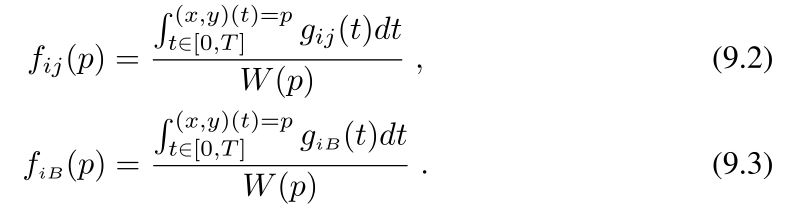 f_{ij}(p) = \frac{\int_{t\in[0,T]}^{(x,y)(t)=p} g_{ij}(t)dt}{W(p)} , (9.2)
f_{iB}(p) = \frac{\int_{t\in[0,T]}^{(x,y)(t)=p} g_{iB}(t)dt}{W(p)} . (9.3)